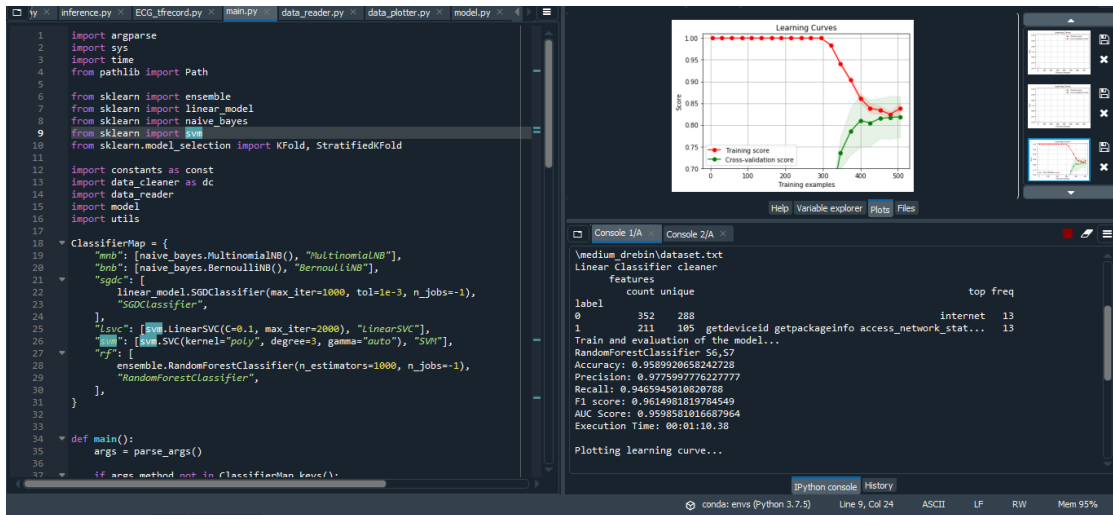 iy × inference.py × ECG_tfrecord.py × main.py × data_reader.py × data_plotter.py × model.py ×
1 import argparse
2 import sys
3 import time
4 from pathlib import Path
5
6 from sklearn import ensemble
7 from sklearn import linear_model
8 from sklearn import naive_bayes
9 from sklearn import svm
10 from sklearn.model_selection import KFold, StratifiedKFold
11
12 import constants as const
13 import data_cleaner as dc
14 import data_reader
15 import model
16 import utils
17
18 ClassifierMap = {
19 "mnb": [naive_bayes.MultinomialNB(), "MultinomialNB"],
20 "bnb": [naive_bayes.BernoulliNB(), "BernoulliNB"],
21 "sgdc": [
22 linear_model.SGDClassifier(max_iter=1000, tol=1e-3, n_jobs=-1),
23 "SGDClassifier",
24 ],
25 "lsvc": [svm.LinearSVC(C=0.1, max_iter=2000), "LinearSVC"],
26 "svm": [svm.SVC(kernel="poly", degree=3, gamma="auto"), "SVM"],
27 "rf": [
28 ensemble.RandomForestClassifier(n_estimators=1000, n_jobs=-1),
29 "RandomForestClassifier",
30 ],
31 }
32
33
34 def main():
35 args = parse_args()
36
37 if args.method not in ClassifierMap.keys():
Learning Curves
1.00
0.95
0.90
0.85
0.80
0.75
0.70
Score
Training score
Cross-validation score
0 100 200 300 400 500
Training examples
Help Variable explorer Plots Files
Console 1/A × Console 2/A ×
\medium_drebin\dataset.txt
Linear Classifier cleaner
features
count unique top freq
label
0 352 288 internet 13
1 211 105 getdeviceid getpackageinfo access_network_stat... 13
Train and evaluation of the model...
RandomForestClassifier S6,S7
Accuracy: 0.9589920658242728
Precision: 0.9775997776227777
Recall: 0.9465945010820788
F1 score: 0.9614981819784549
AUC Score: 0.9598581016687964
Execution Time: 00:01:10.38
Plotting learning curve...
IPython console History
conda: envs (Python 3.7.5) Line 9, Col 24 ASCII LF RW Mem 95%